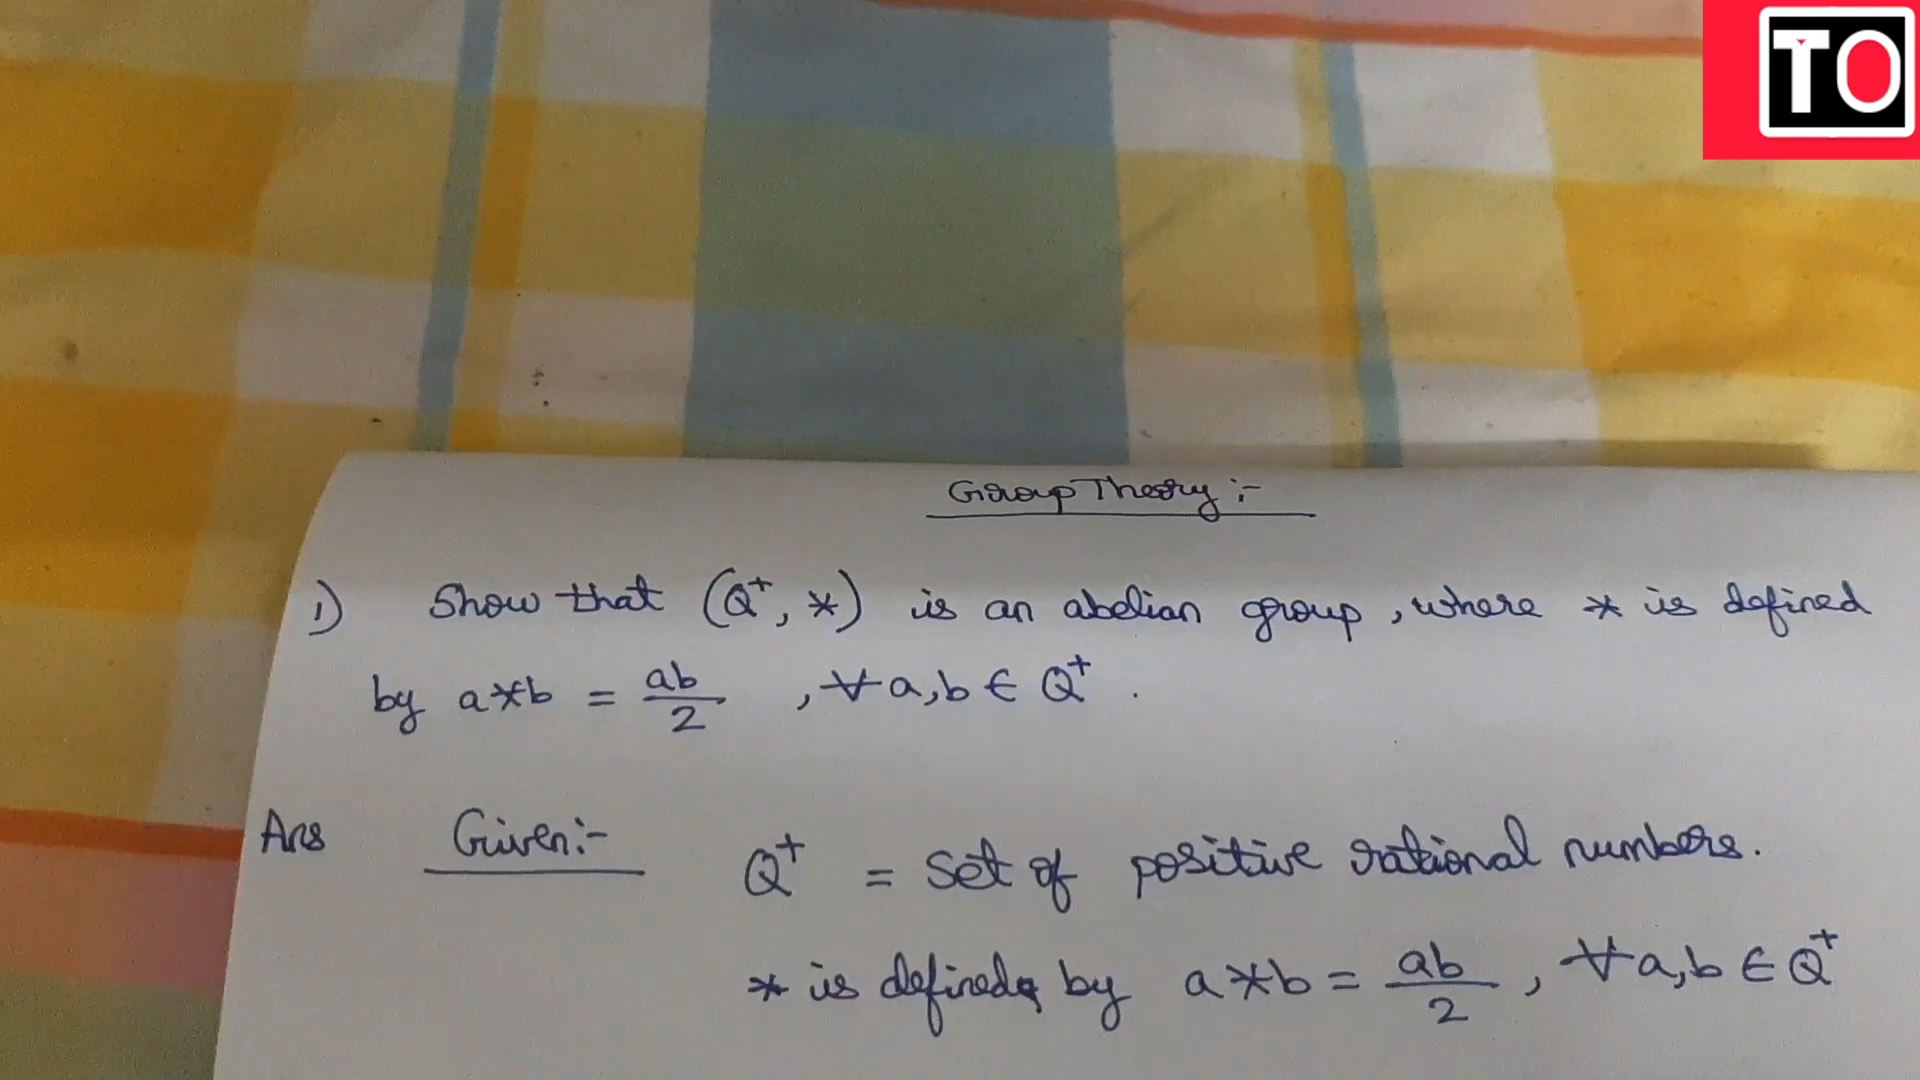 TO
Group Theory :-
1) Show that (Q⁺, *) is an abelian group, where * is defined
by a*b = ab/2 , ∀a,b ∈ Q⁺ .
Ans Given:- Q⁺ = Set of positive rational numbers.
* is defined by a*b = ab/2 , ∀a,b ∈ Q⁺